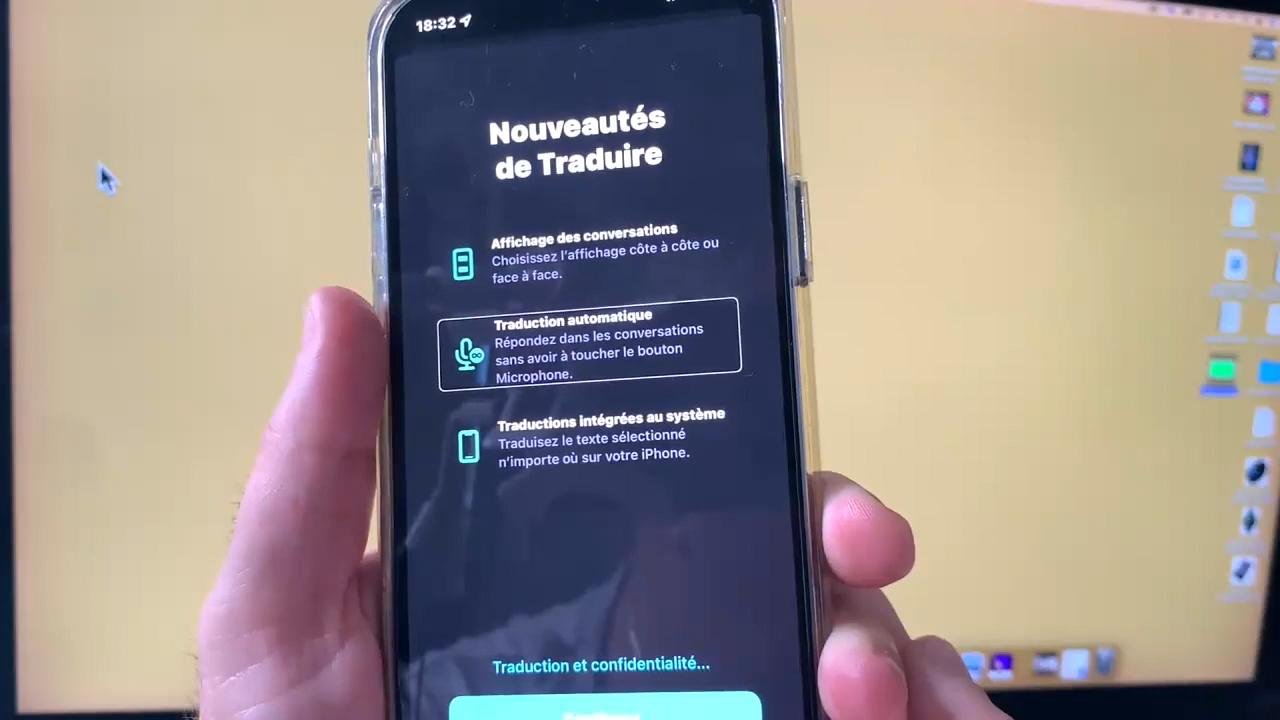 18:32
Nouveautés
de Traduire
Affichage des conversations
Choisissez l'affichage côte à côte ou
face à face.
Traduction automatique
Répondez dans les conversations
sans avoir à toucher le bouton
Microphone.
Traductions intégrées au système
Traduisez le texte sélectionné
n'importe où sur votre iPhone.
Traduction et confidentialité...